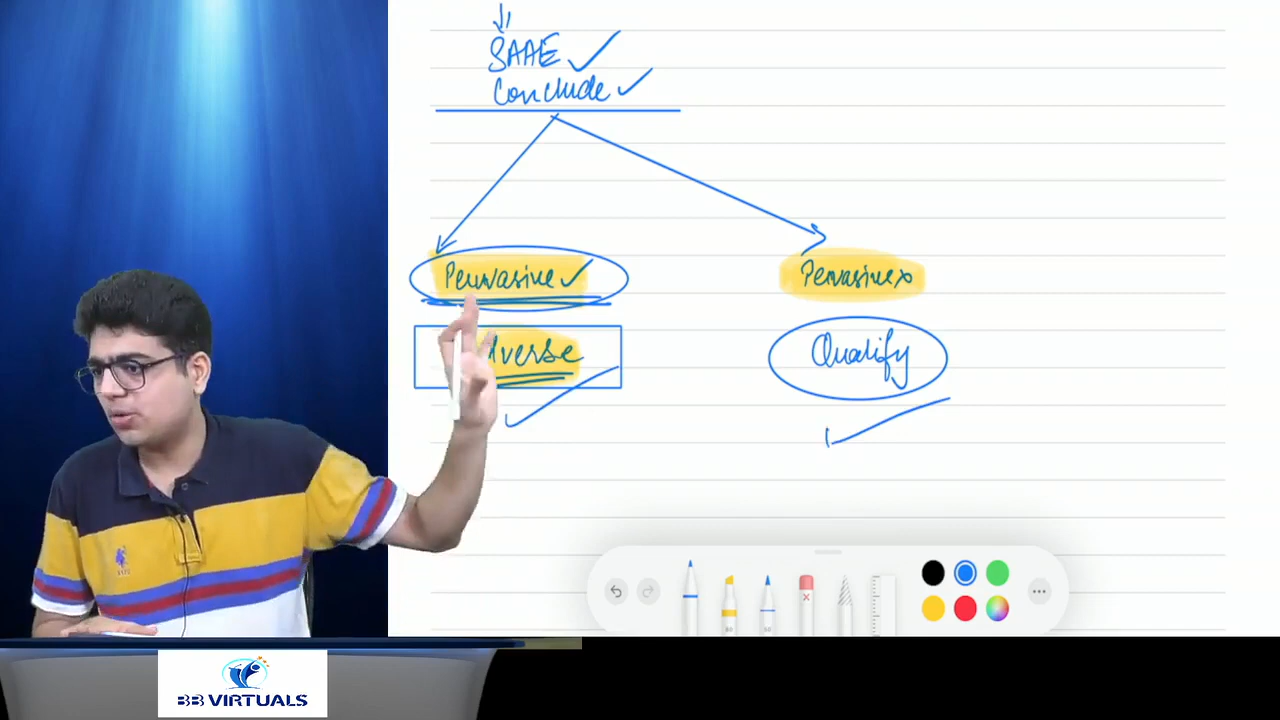 SAAE
Conclude
Pervasive
Pervasive x
Qualify
BB VIRTUALS